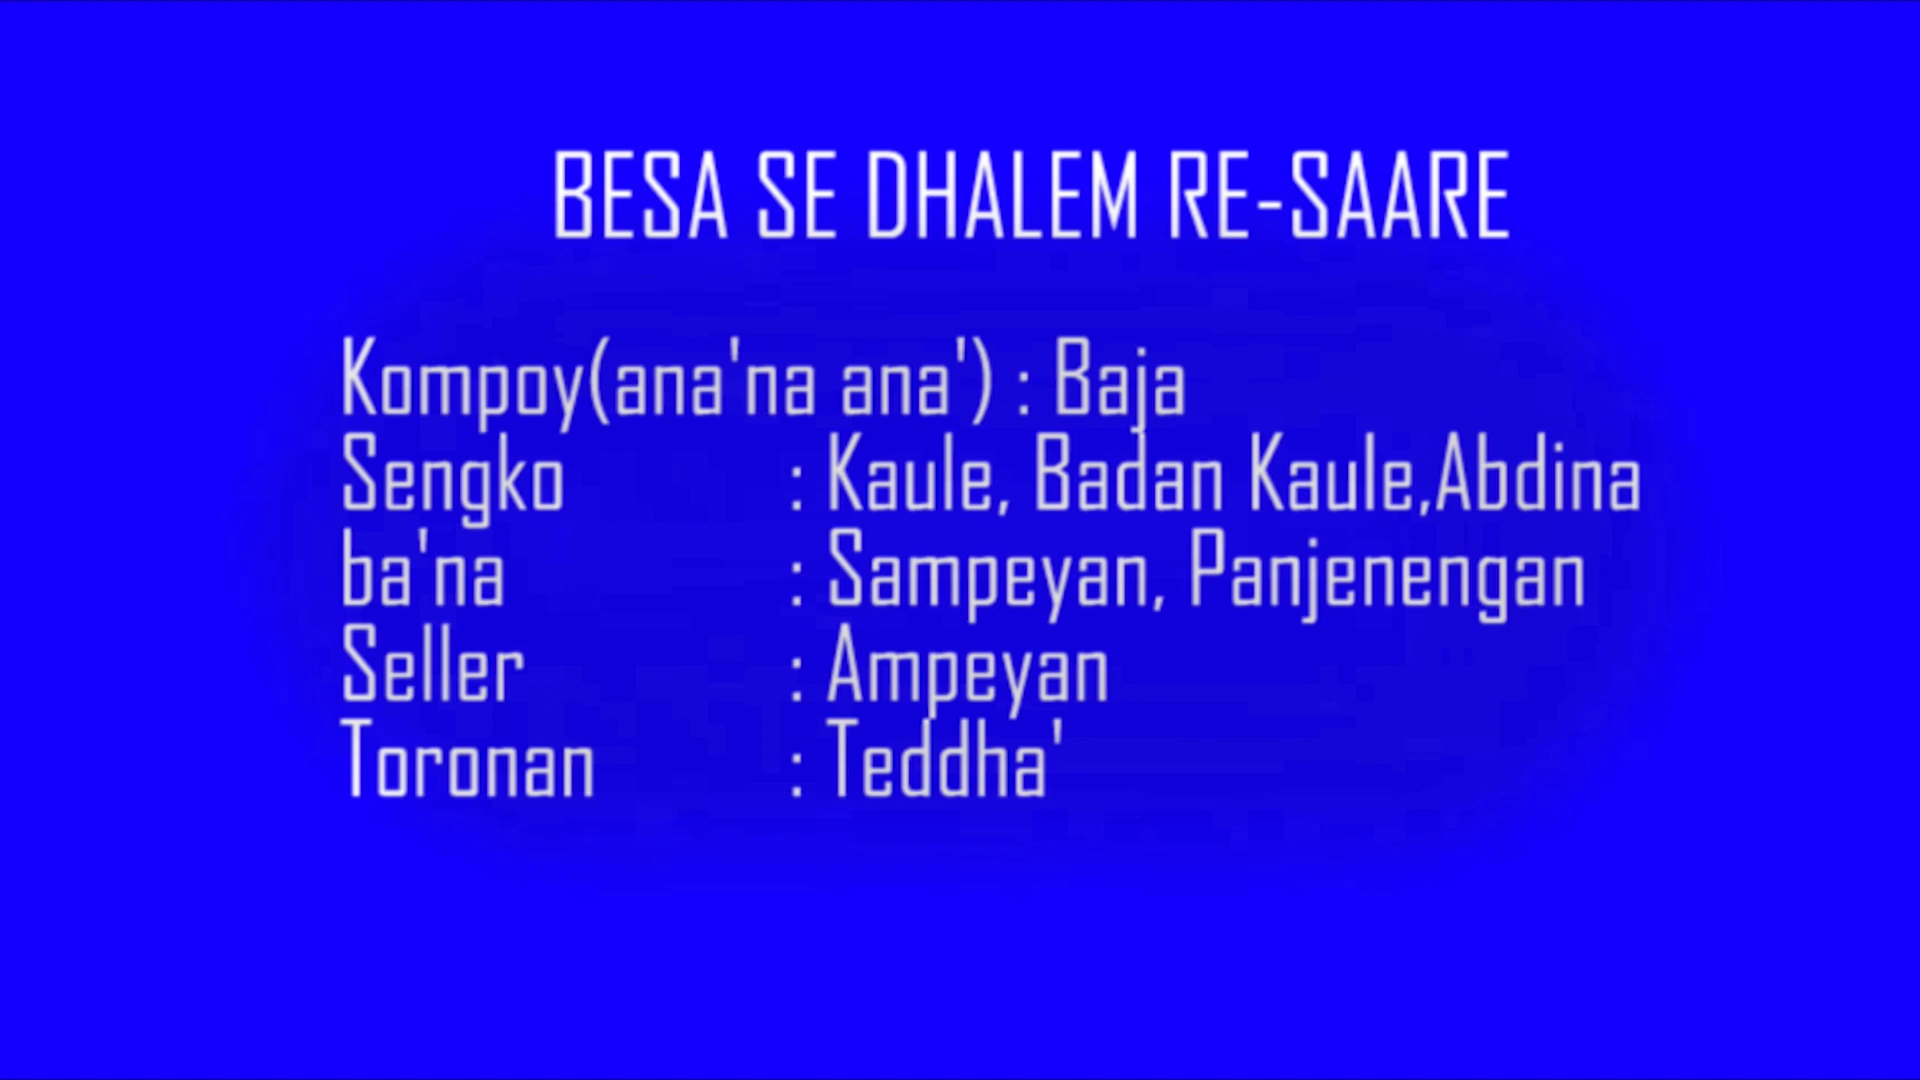 BESA SE DHALEM RE-SAARE
Kompoy(ana'na ana') : Baja
Sengko : Kaule, Badan Kaule,Abdina
ba'na : Sampeyan, Panjenengan
Seller : Ampeyan
Toronan : Teddha'